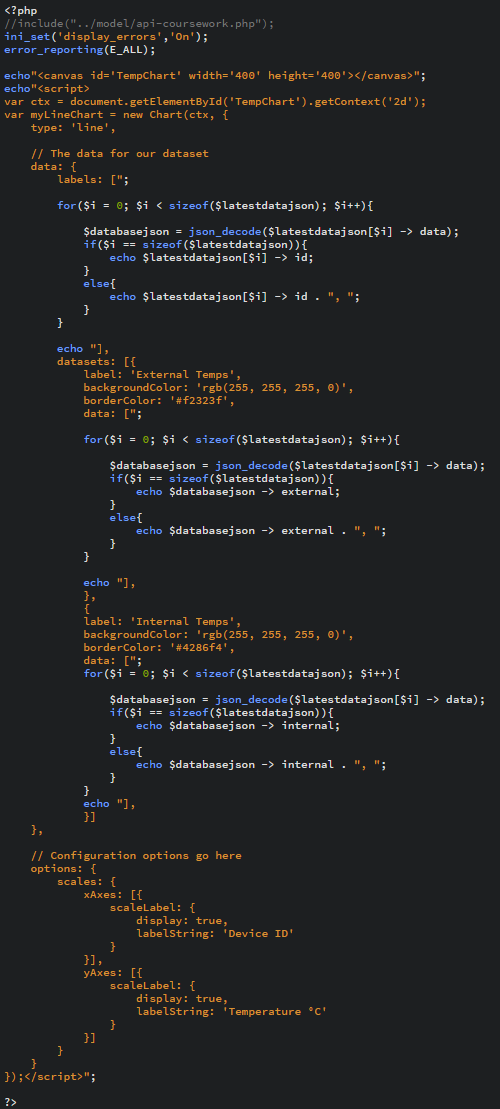 <?php
//include("../model/api-coursework.php");
ini_set('display_errors','On');
error_reporting(E_ALL);
echo"<canvas id='TempChart' width='400' height='400'></canvas>";
echo"<script>
var ctx = document.getElementById('TempChart').getContext('2d');
var myLineChart = new Chart(ctx, {
    type: 'line',
    // The data for our dataset
    data: {
        labels: [";
        for($i = 0; $i < sizeof($latestdatajson); $i++){
            $databasejson = json_decode($latestdatajson[$i] -> data);
            if($i == sizeof($latestdatajson)){
                echo $latestdatajson[$i] -> id;
            }
            else{
                echo $latestdatajson[$i] -> id . ", ";
            }
        }
        echo "],
        datasets: [{
            label: 'External Temps',
            backgroundColor: 'rgb(255, 255, 255, 0)',
            borderColor: '#f2323f',
            data: [";
            for($i = 0; $i < sizeof($latestdatajson); $i++){
                $databasejson = json_decode($latestdatajson[$i] -> data);
                if($i == sizeof($latestdatajson)){
                    echo $databasejson -> external;
                }
                else{
                    echo $databasejson -> external . ", ";
                }
            }
            echo "],
            },
            {
            label: 'Internal Temps',
            backgroundColor: 'rgb(255, 255, 255, 0)',
            borderColor: '#4286f4',
            data: [";
            for($i = 0; $i < sizeof($latestdatajson); $i++){
                $databasejson = json_decode($latestdatajson[$i] -> data);
                if($i == sizeof($latestdatajson)){
                    echo $databasejson -> internal;
                }
                else{
                    echo $databasejson -> internal . ", ";
                }
            }
            echo "],
            }]
    },
    // Configuration options go here
    options: {
        scales: {
            xAxes: [{
                scaleLabel: {
                    display: true,
                    labelString: 'Device ID'
                }
            }],
            yAxes: [{
                scaleLabel: {
                    display: true,
                    labelString: 'Temperature °C'
                }
            }]
        }
    }
});</script>";
?>